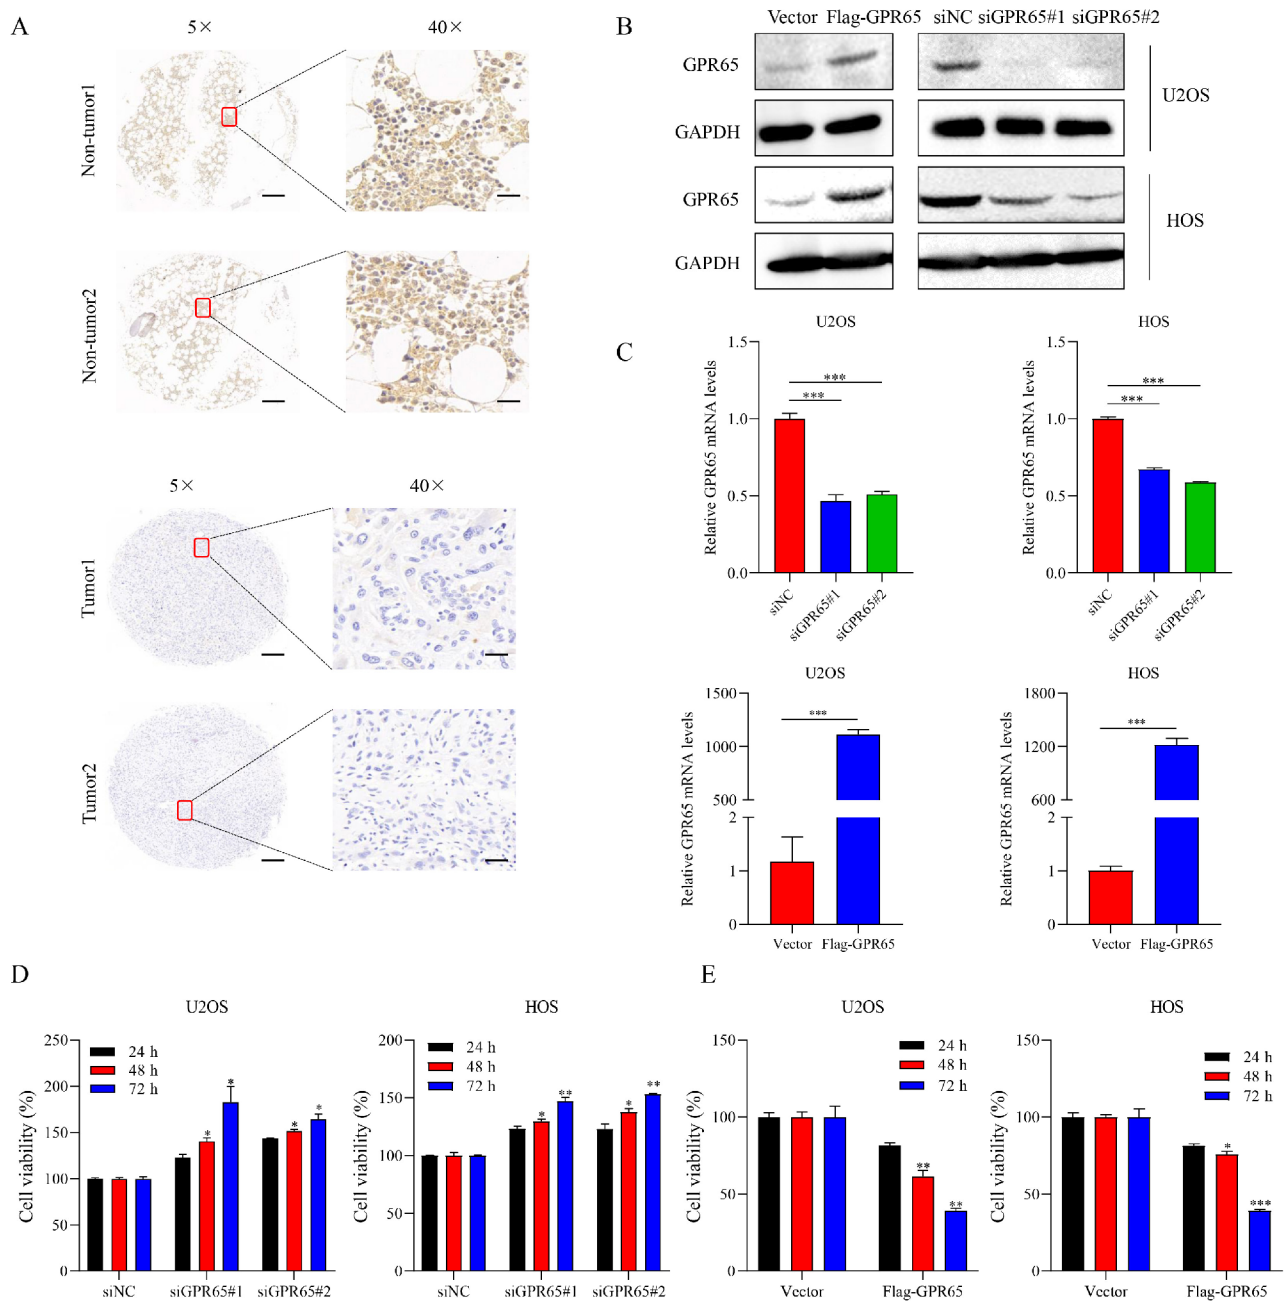 A
5×
40×
Non-tumor1
Non-tumor2
5×
40×
Tumor1
Tumor2
B
Vector Flag-GPR65 siNC siGPR65#1 siGPR65#2
GPR65
GAPDH
U2OS
GPR65
GAPDH
HOS
C
U2OS
Relative GPR65 mRNA levels
1.5
1.0
0.5
0.0
***
***
siNC
siGPR65#1
siGPR65#2
HOS
Relative GPR65 mRNA levels
1.5
1.0
0.5
0.0
***
***
siNC
siGPR65#1
siGPR65#2
U2OS
Relative GPR65 mRNA levels
1500
1000
500
2
1
0
***
Vector Flag-GPR65
HOS
Relative GPR65 mRNA levels
1800
1200
600
2
1
0
***
Vector Flag-GPR65
D
U2OS
Cell viability (%)
250
200
150
100
50
0
24 h
48 h
72 h
*
*
*
*
siNC siGPR65#1 siGPR65#2
HOS
Cell viability (%)
200
150
100
50
0
24 h
48 h
72 h
*
**
*
**
siNC siGPR65#1 siGPR65#2
E
U2OS
Cell viability (%)
150
100
50
0
24 h
48 h
72 h
**
**
Vector Flag-GPR65
HOS
Cell viability (%)
150
100
50
0
24 h
48 h
72 h
*
***
Vector Flag-GPR65